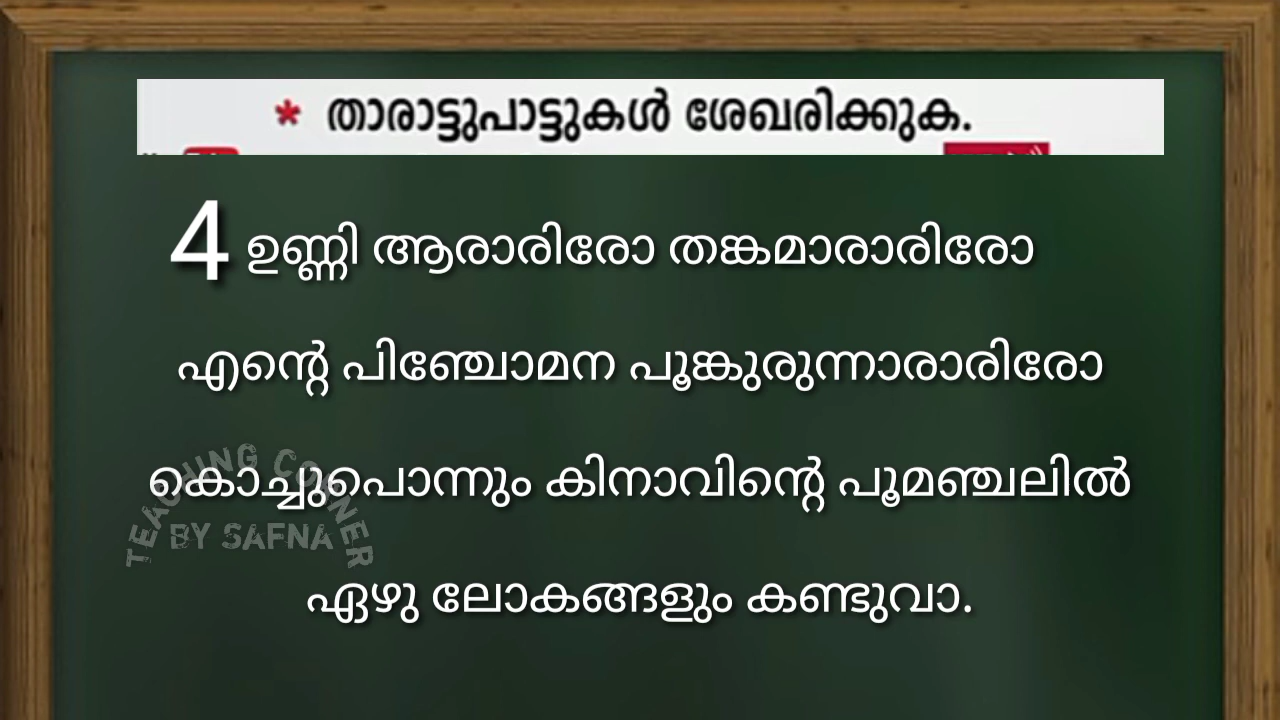 * താരാട്ടുപാട്ടുകൾ ശേഖരിക്കുക.
4 ഉണ്ണി ആരാരിരോ തങ്കമാരാരിരോ
എന്റെ പിഞ്ചോമന പൂങ്കുരുന്നാരാരിരോ
കൊച്ചുപൊന്നും കിനാവിന്റെ പൂമഞ്ചലിൽ
TEACHING CORNER
BY SAFNA
ഏഴു ലോകങ്ങളും കണ്ടുവാ.